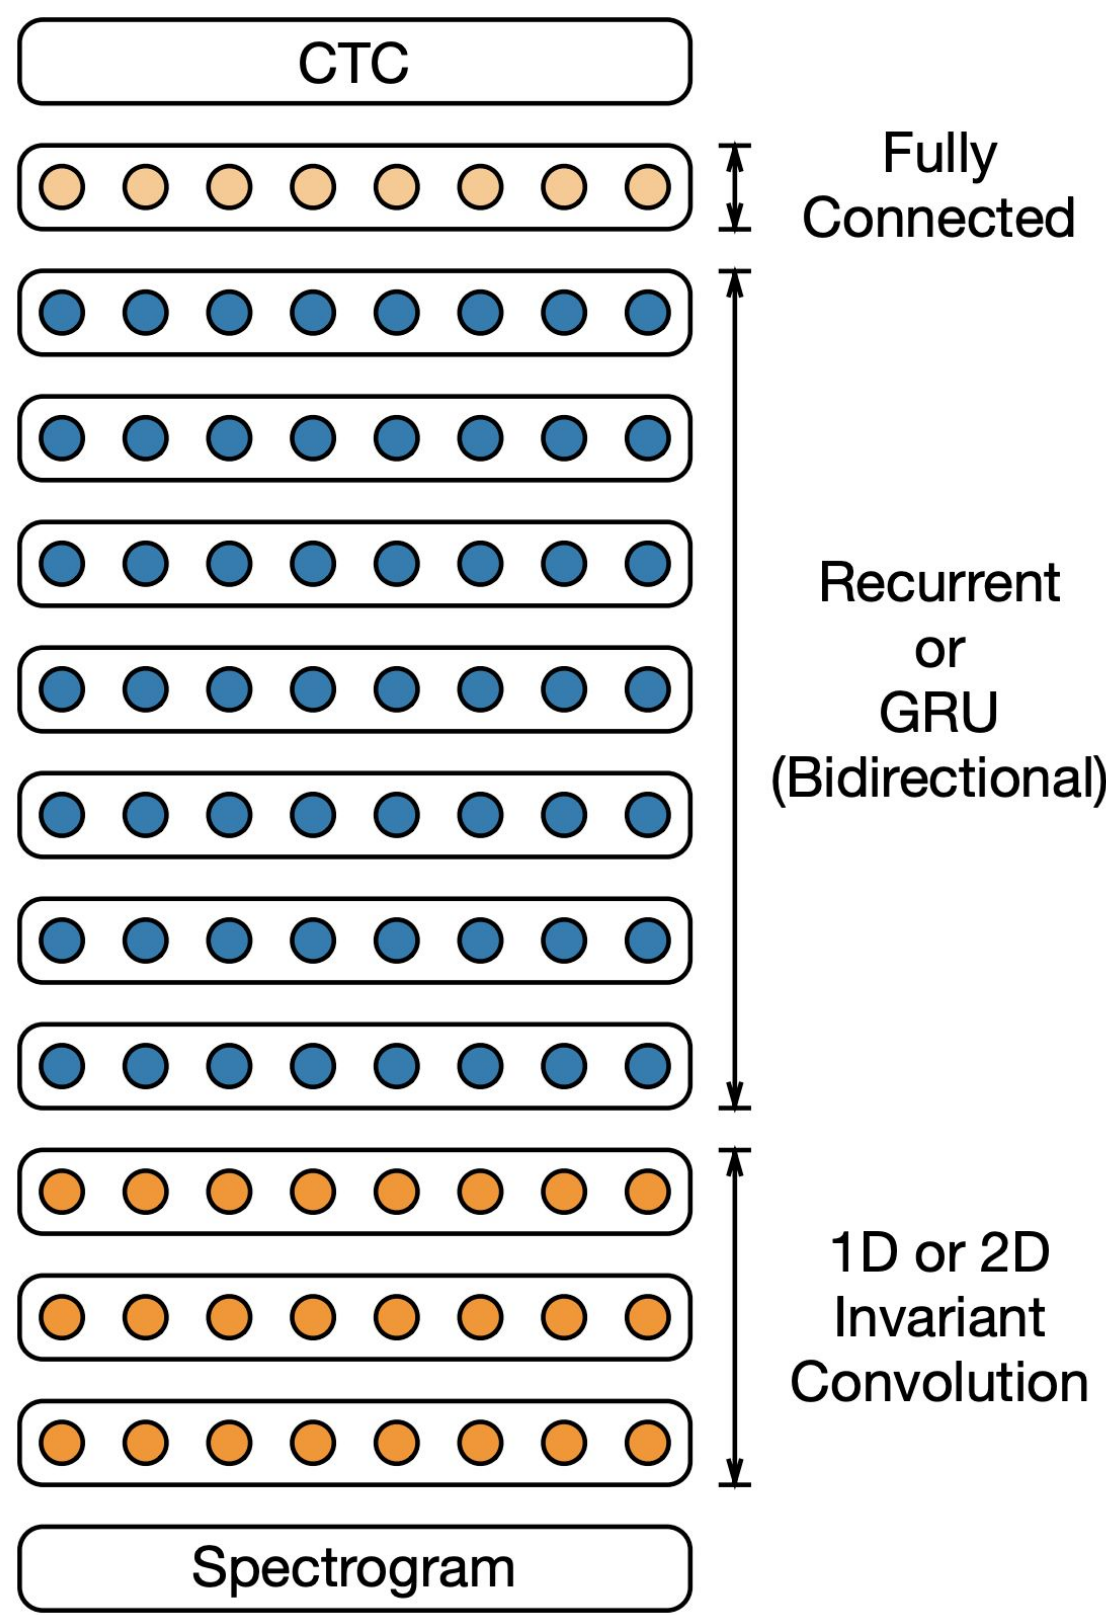 CTC
Fully
Connected
Recurrent
or
GRU
(Bidirectional)
1D or 2D
Invariant
Convolution
Spectrogram